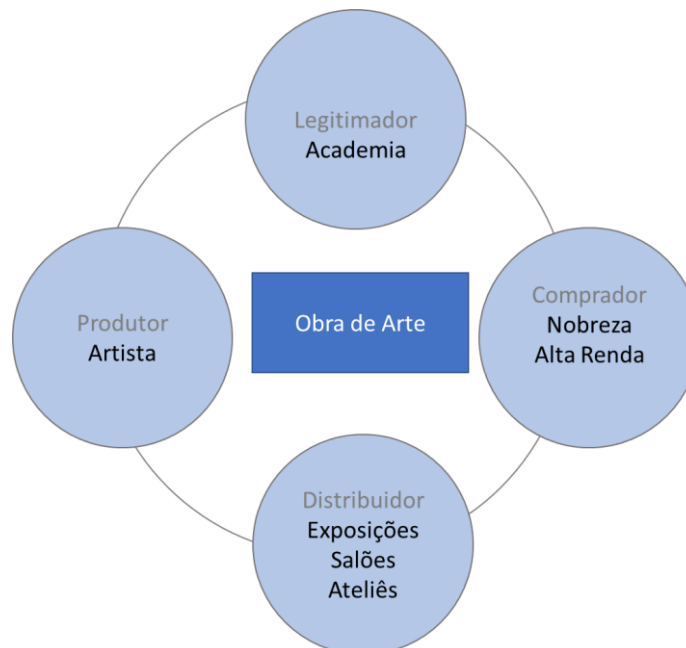 Legitimador
Academia
Produtor
Artista
Obra de Arte
Comprador
Nobreza
Alta Renda
Distribuidor
Exposições
Salões
Ateliês